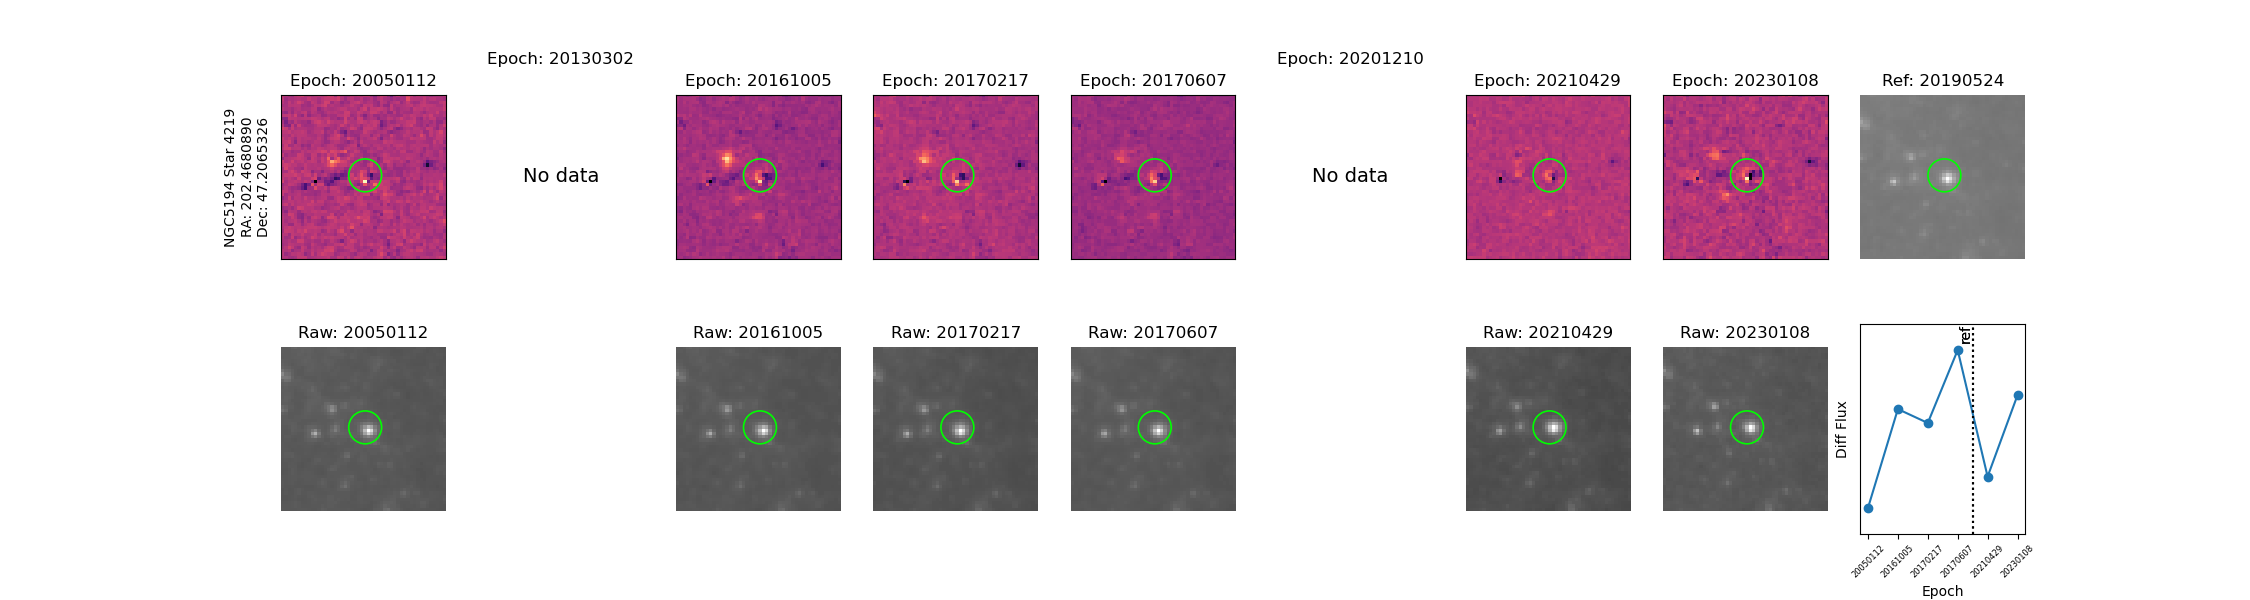 Epoch: 20130302
Epoch: 20201210
Epoch: 20050112
Epoch: 20161005
Epoch: 20170217
Epoch: 20170607
Epoch: 20210429
Epoch: 20230108
Ref: 20190524
NGC5194 Star 4219
RA: 202.4680890
Dec: 47.2065326
No data
No data
Raw: 20050112
Raw: 20161005
Raw: 20170217
Raw: 20170607
Raw: 20210429
Raw: 20230108
ref
Diff Flux
20050112
20161005
20170217
20170607
20210429
20230108
Epoch